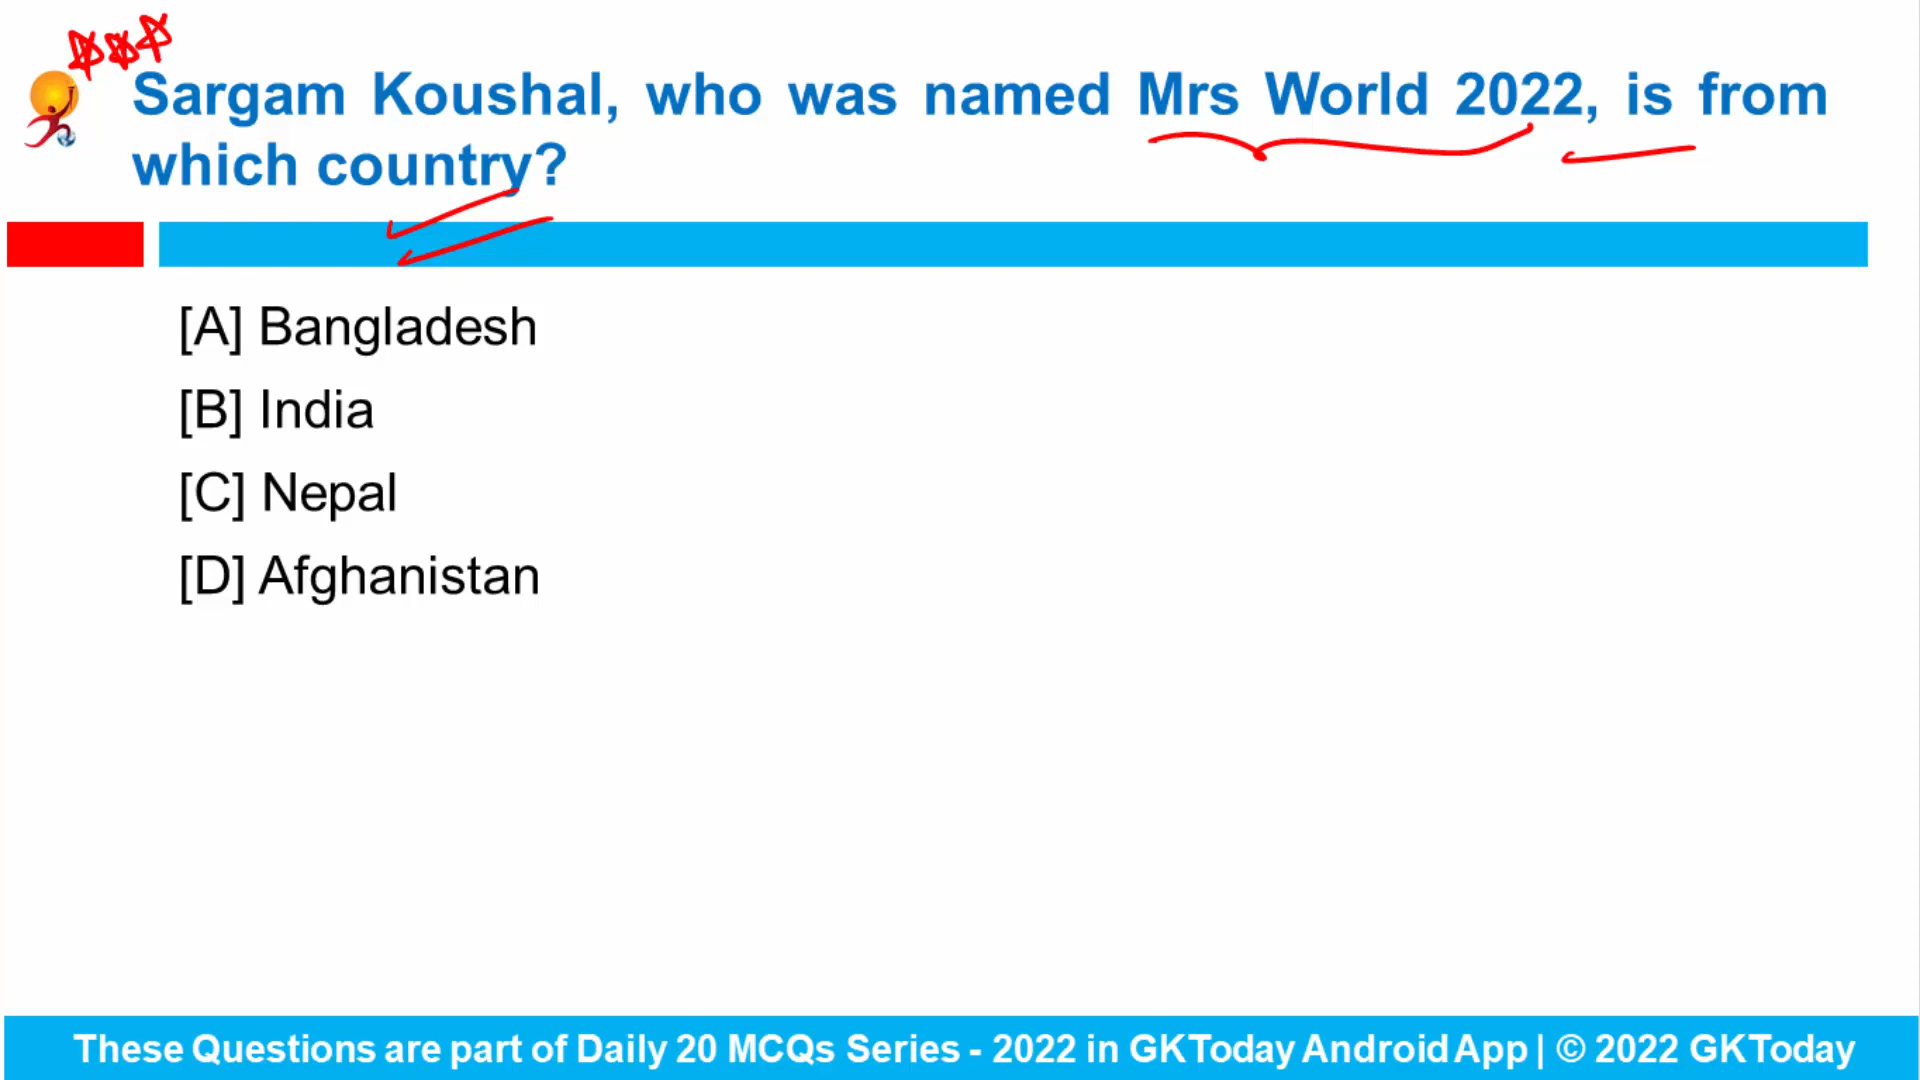 Sargam Koushal, who was named Mrs World 2022, is from
which country?
[A] Bangladesh
[B] India
[C] Nepal
[D] Afghanistan
These Questions are part of Daily 20 MCQs Series - 2022 in GKToday Android App | © 2022 GKToday